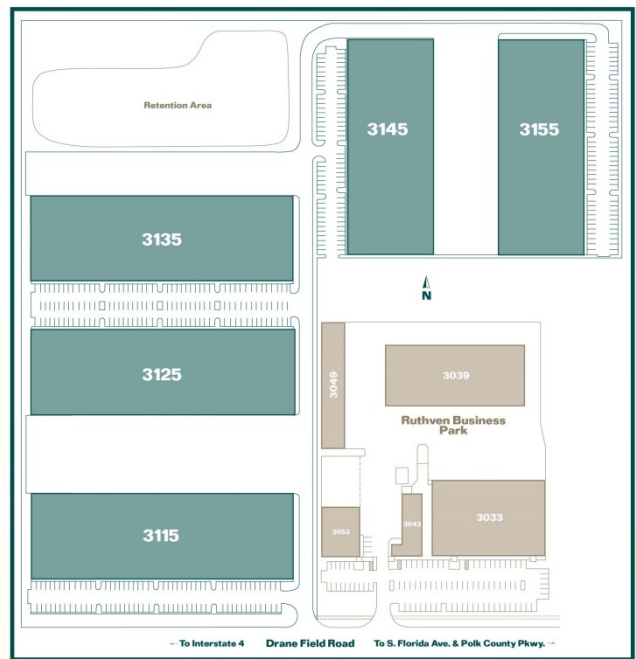 Retention Area
3145
3155
3135
N
3125
3049
3039
Ruthven Business
Park
3115
3053
3043
3033
←To Interstate 4 Drane Field Road To S. Florida Ave. & Polk County Pkwy.→